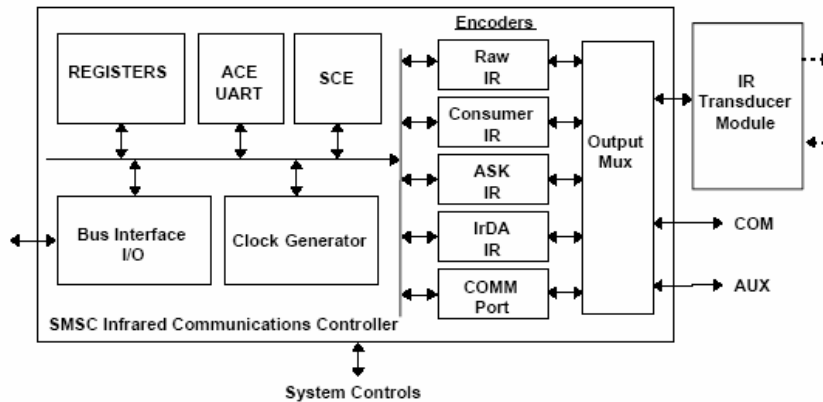 Encoders
REGISTERS
ACE
UART
SCE
Raw
IR
Consumer
IR
ASK
IR
IrDA
IR
COMM
Port
Output
Mux
IR
Transducer
Module
Bus Interface
I/O
Clock Generator
COM
AUX
SMSC Infrared Communications Controller
System Controls